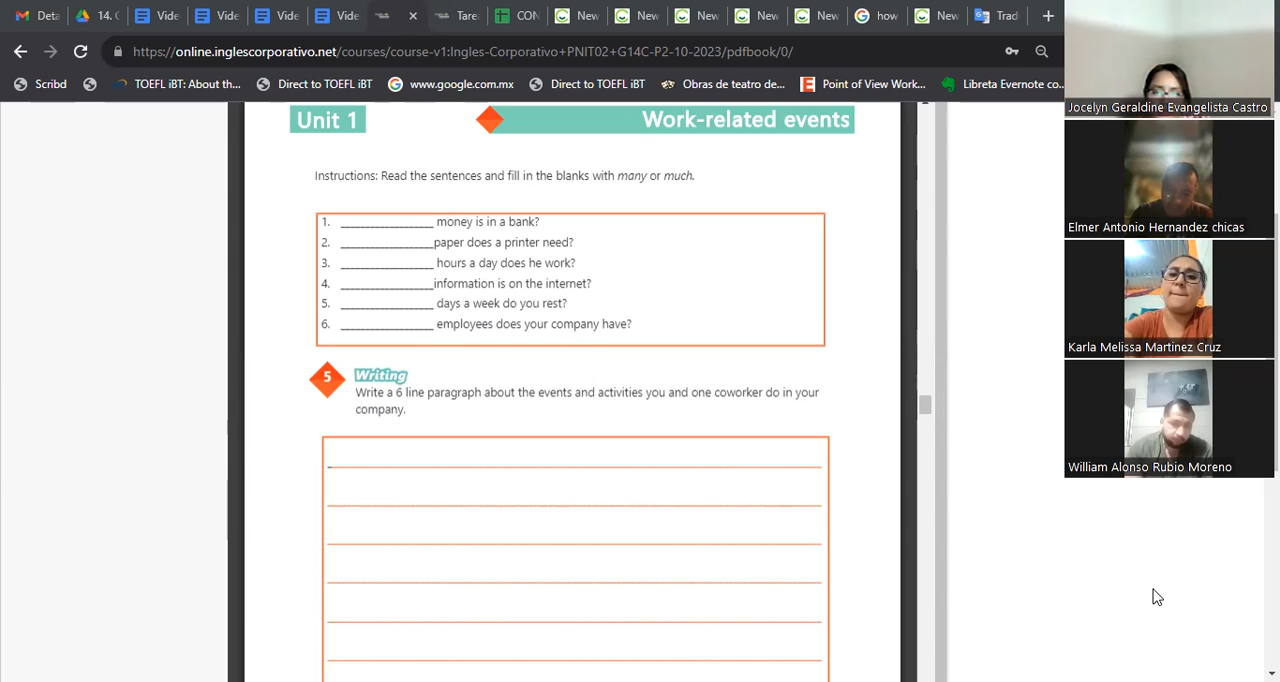 Deta
14. (
Vide
Vide
Vide
Vide
Tare
CON
New
New
New
New
New
how
New
Trad
https://online.inglescorporativo.net/courses/course-v1:Ingles-Corporativo+PNIT02+G14C-P2-10-2023/pdfbook/0/
Scribd
TOEFL iBT: About th...
Direct to TOEFL iBT
www.google.com.mx
Direct to TOEFL iBT
Obras de teatro de...
Point of View Work...
Libreta Evernote co...
Unit 1
Work-related events
Instructions: Read the sentences and fill in the blanks with many or much.
1. _________________ money is in a bank?
2. _________________paper does a printer need?
3. _________________ hours a day does he work?
4. _________________information is on the internet?
5. _________________ days a week do you rest?
6. _________________ employees does your company have?
5
Writing
Write a 6 line paragraph about the events and activities you and one coworker do in your
company.
Jocelyn Geraldine Evangelista Castro
Elmer Antonio Hernandez chicas
Karla Melissa Martinez Cruz
William Alonso Rubio Moreno